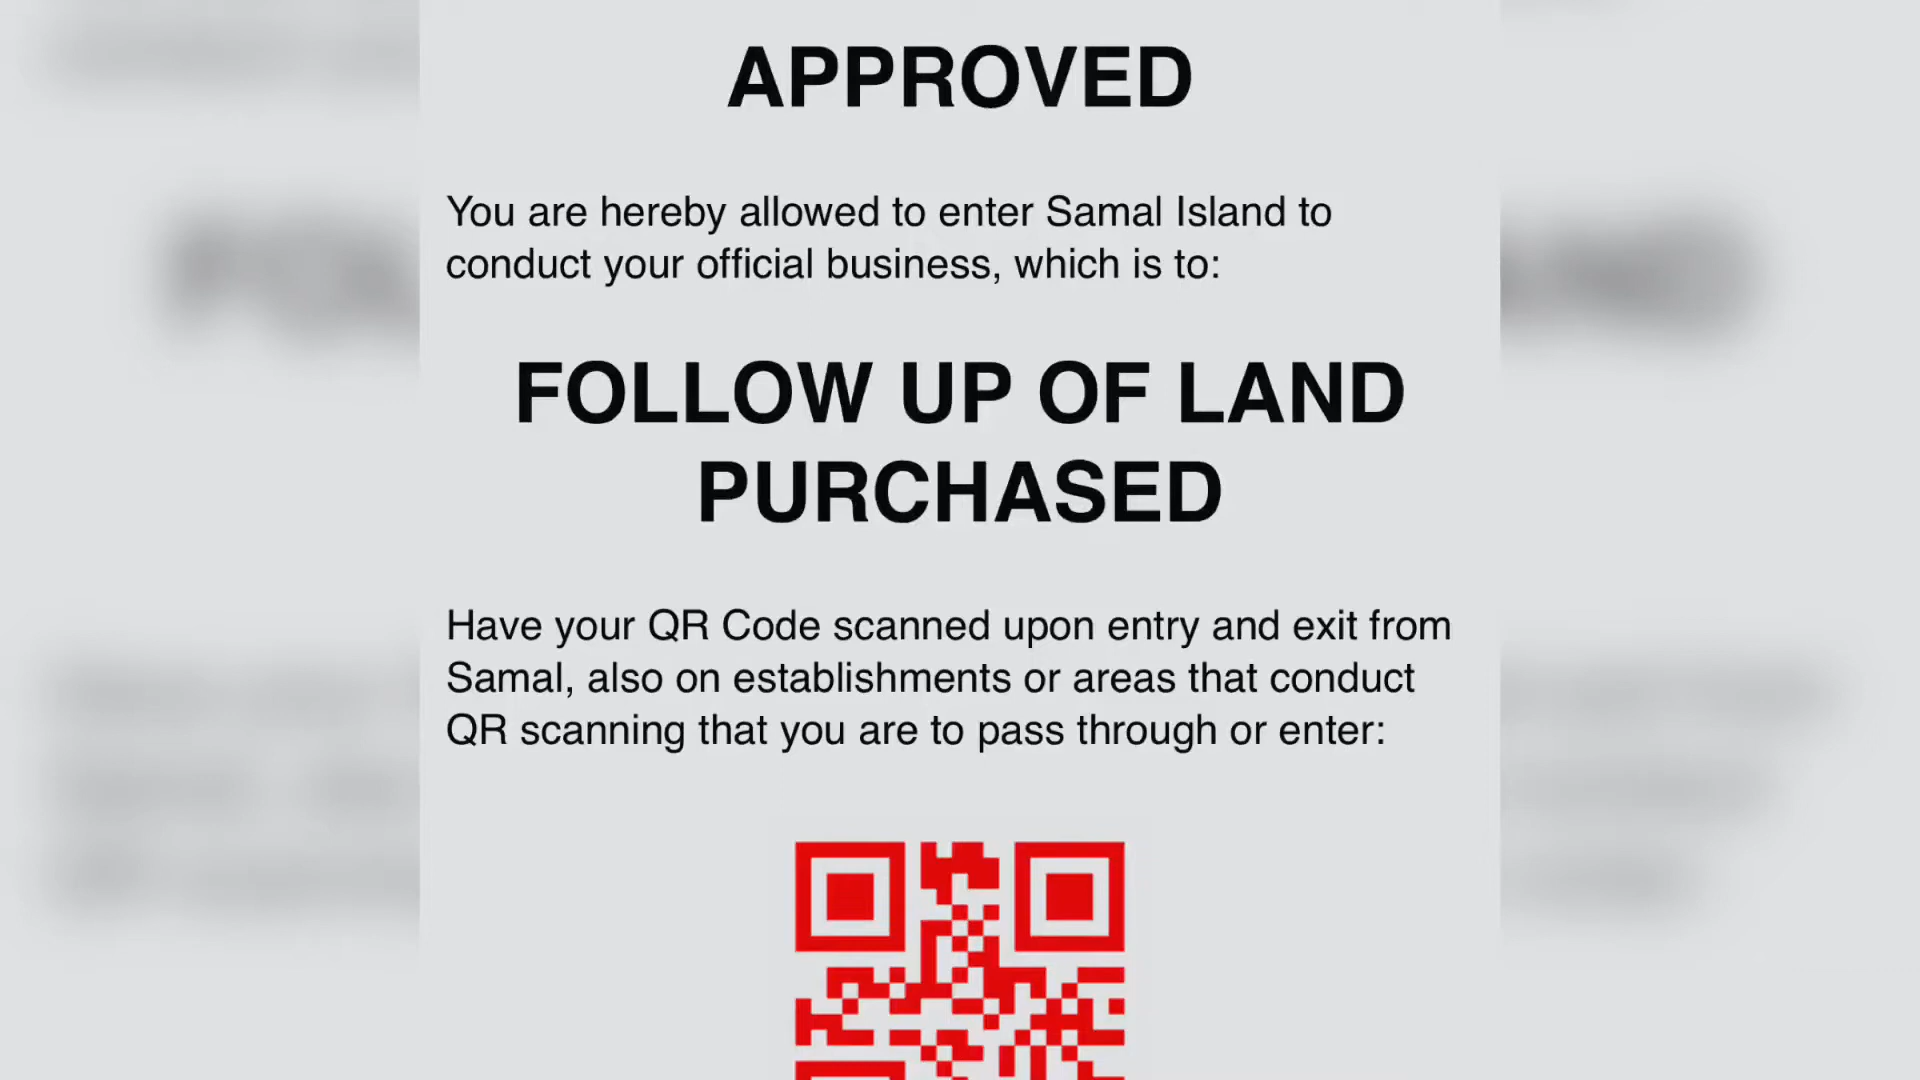 APPROVED
You are hereby allowed to enter Samal Island to
conduct your official business, which is to:
FOLLOW UP OF LAND
PURCHASED
Have your QR Code scanned upon entry and exit from
Samal, also on establishments or areas that conduct
QR scanning that you are to pass through or enter: